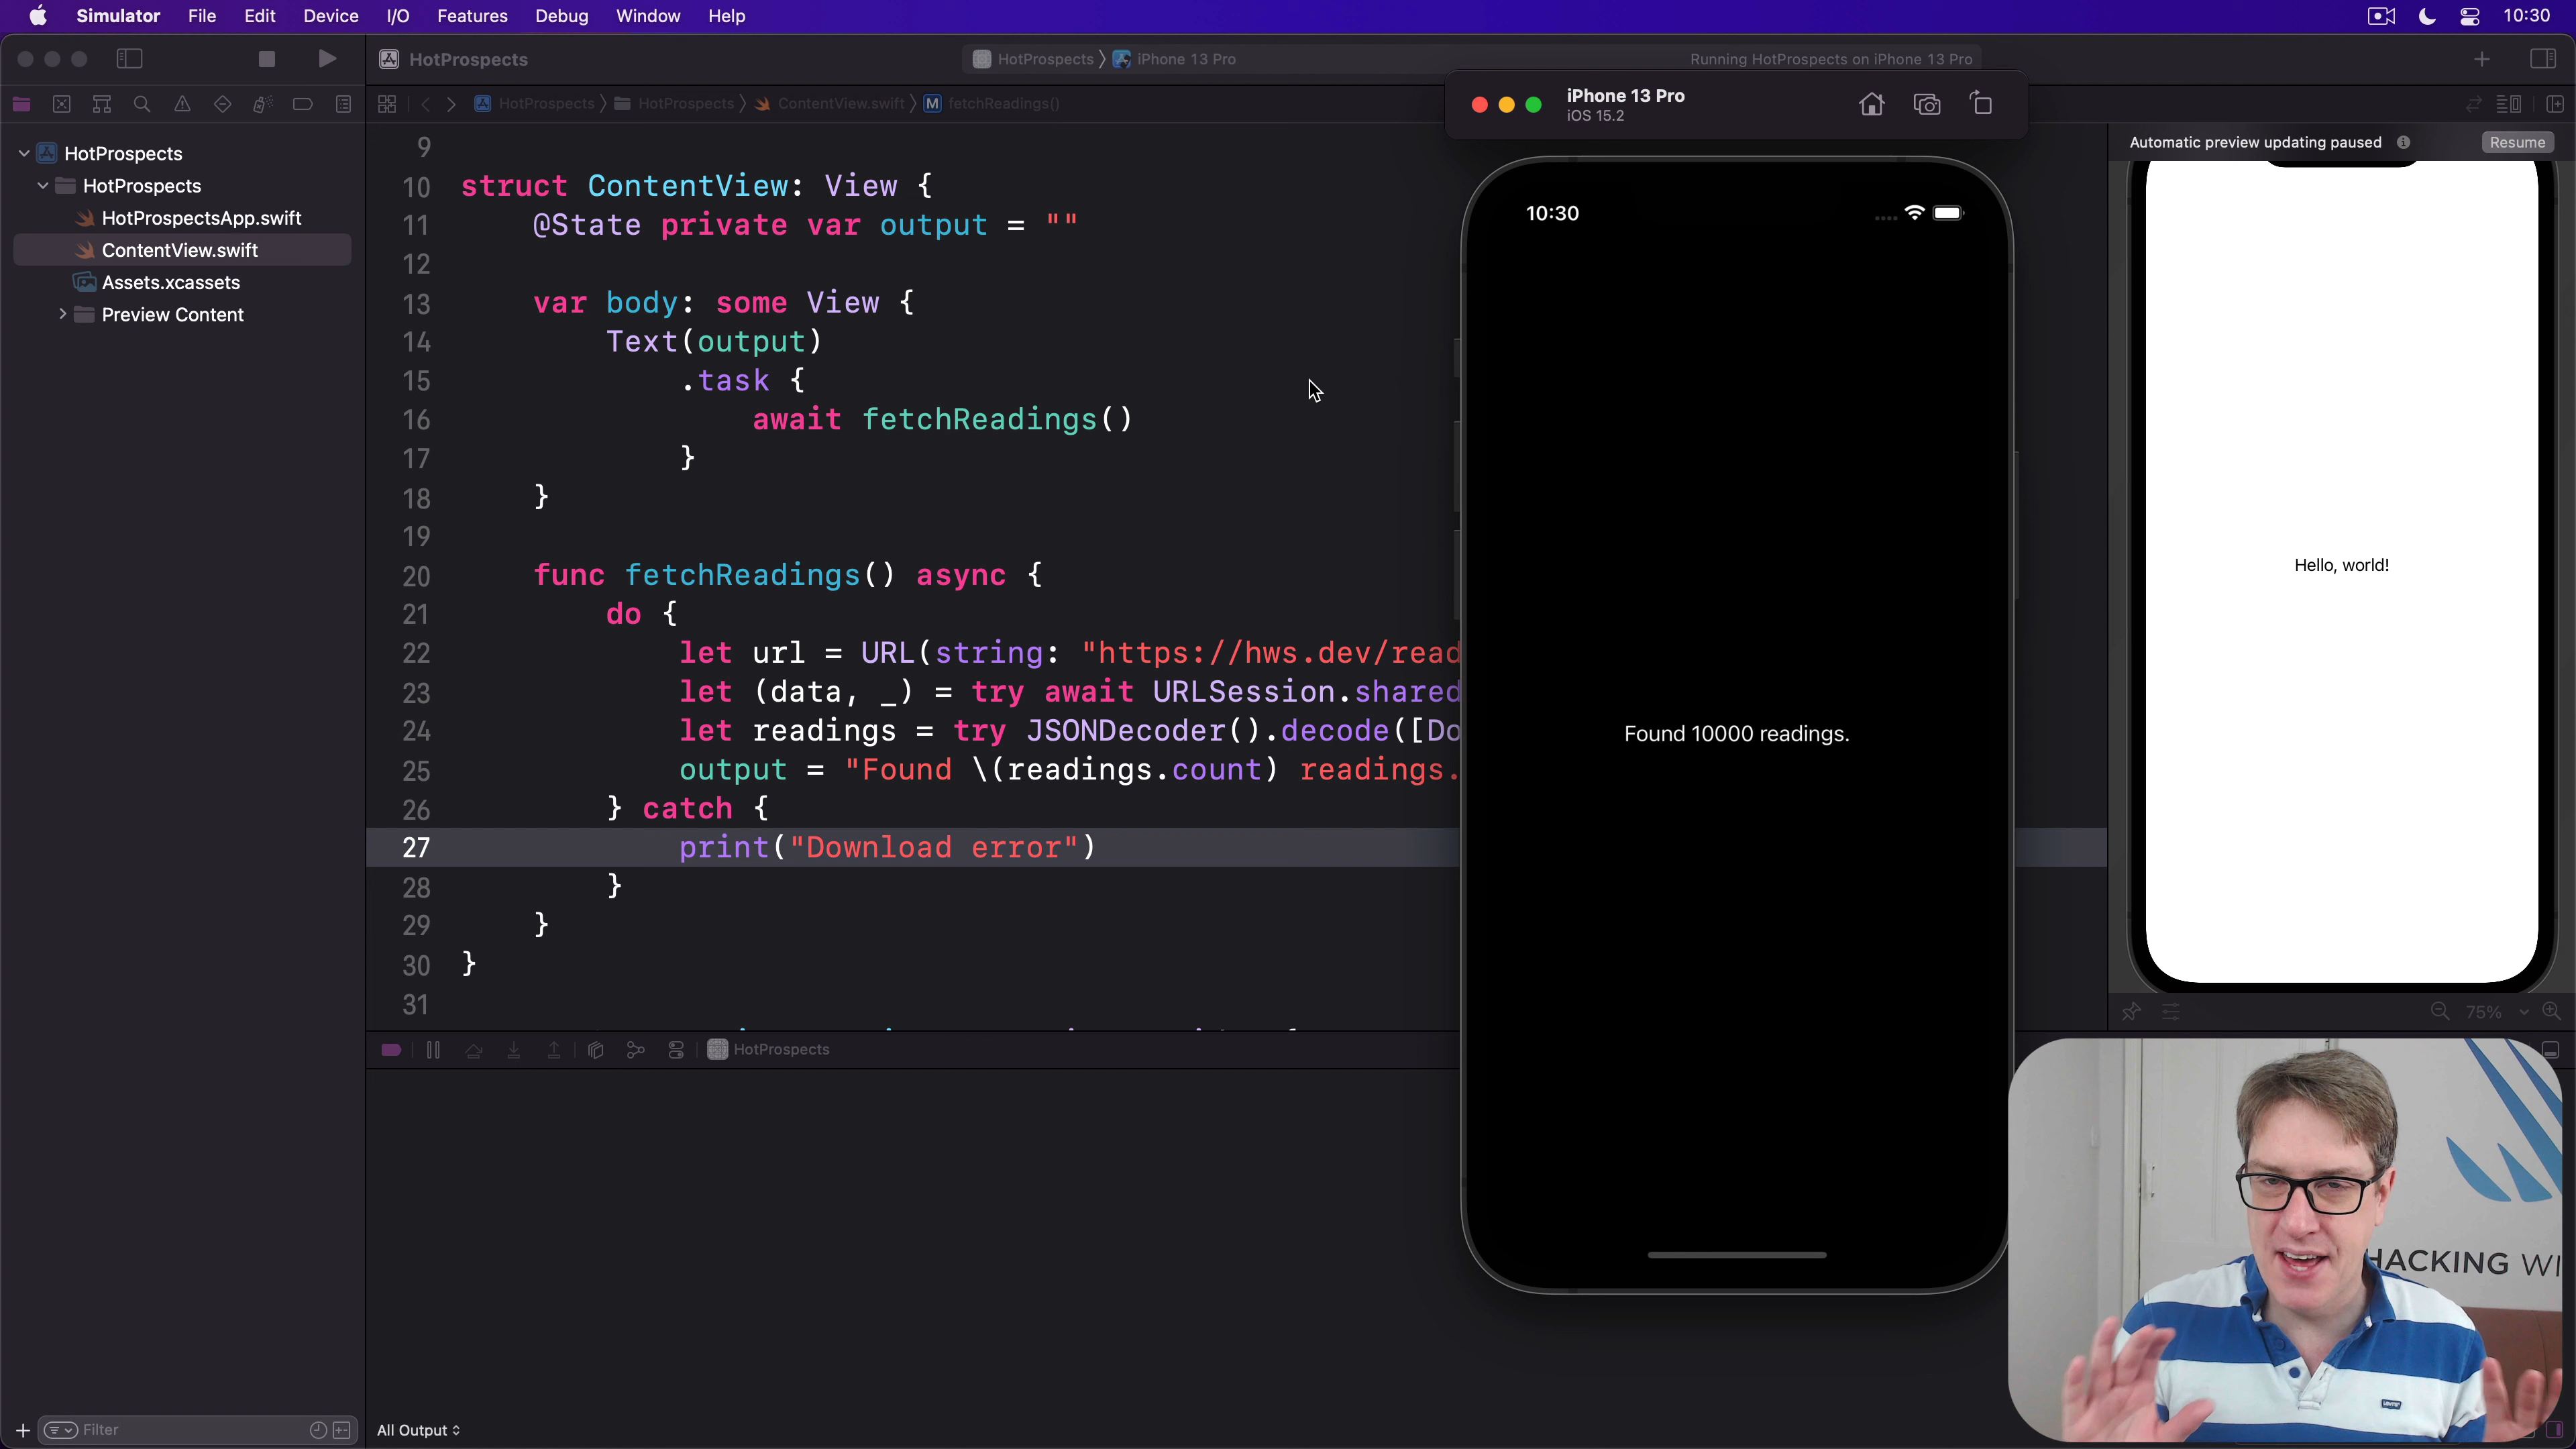 Simulator File Edit Device I/O Features Debug Window Help 10:30
HotProspects HotProspects iPhone 13 Pro Running HotProspects on iPhone 13 Pro
HotProspects HotProspects ContentView.swift M fetchReadings()
iPhone 13 Pro
iOS 15.2
Automatic preview updating paused Resume
HotProspects
HotProspects
HotProspectsApp.swift
ContentView.swift
Assets.xcassets
Preview Content
9
10 struct ContentView: View {
11 @State private var output = ""
12
13 var body: some View {
14 Text(output)
15 .task {
16 await fetchReadings()
17 }
18 }
19
20 func fetchReadings() async {
21 do {
22 let url = URL(string: "https://hws.dev/read
23 let (data, _) = try await URLSession.shared
24 let readings = try JSONDecoder().decode([Do
25 output = "Found \(readings.count) readings.
26 } catch {
27 print("Download error")
28 }
29 }
30 }
31
10:30
Found 10000 readings.
Hello, world!
75%
HotProspects
HACKING WI
Filter
All Output